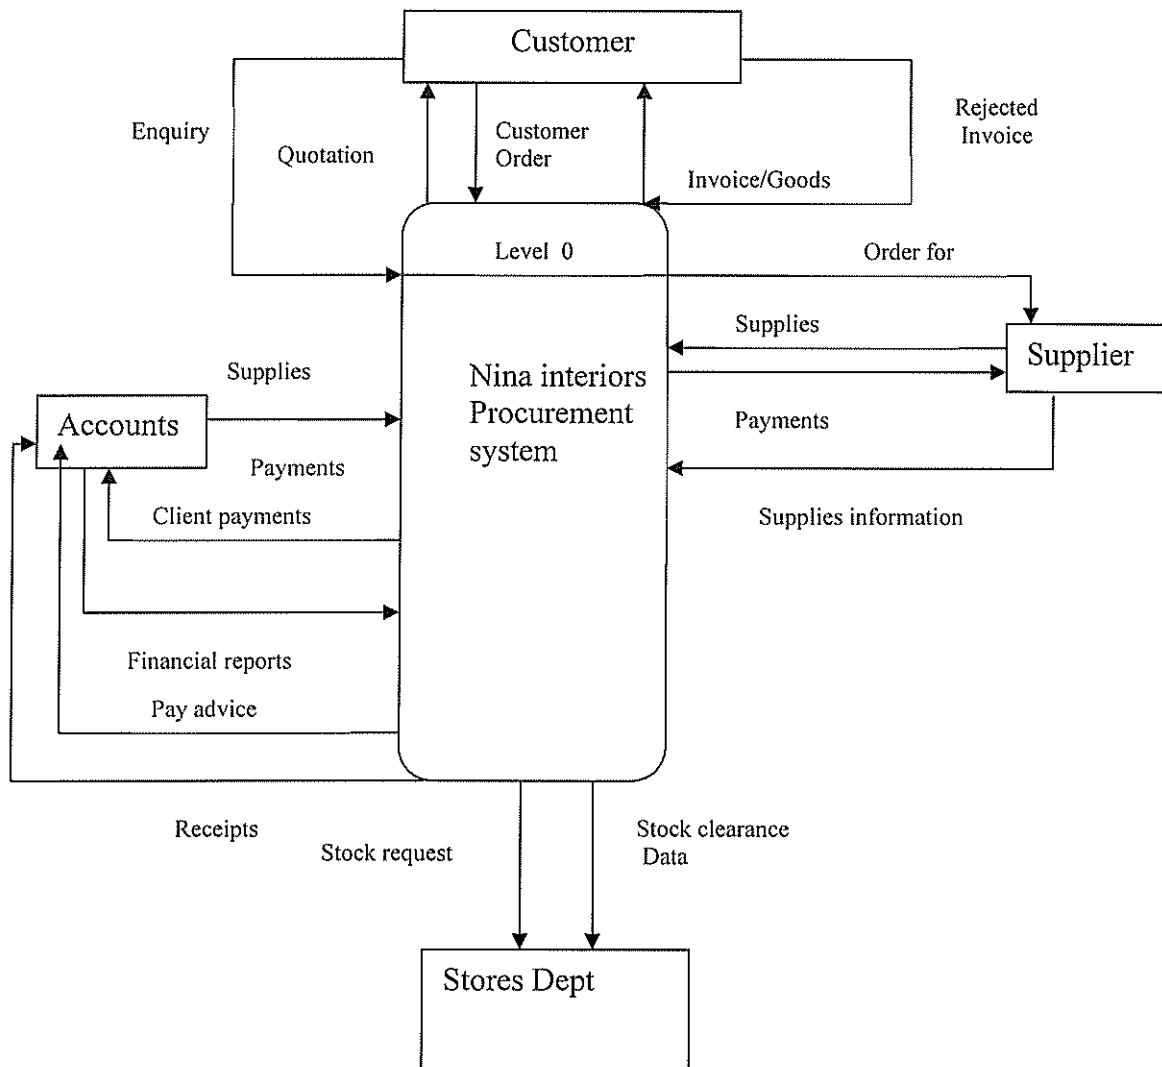 Customer
Enquiry
Quotation
Customer
Order
Rejected
Invoice
Invoice/Goods
Level 0
Order for
Supplies
Supplier
Nina interiors
Procurement
system
Supplies
Accounts
Payments
Payments
Client payments
Supplies information
Financial reports
Pay advice
Receipts
Stock request
Stock clearance
Data
Stores Dept